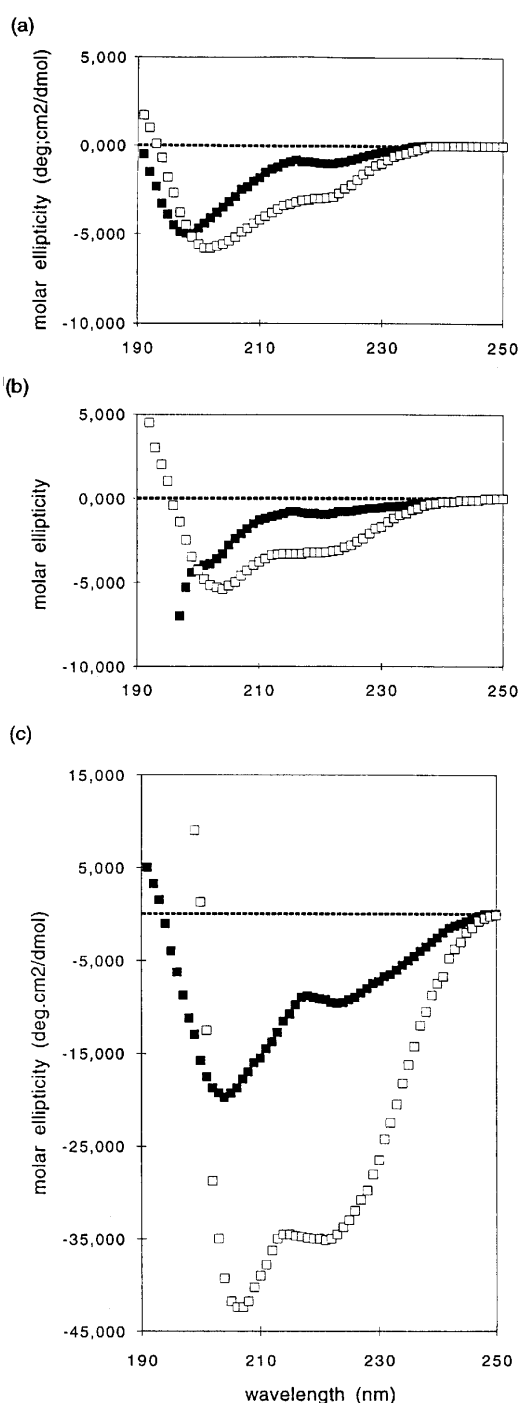 (a)
5,000
0,000
-5,000
-10,000
molar ellipticity (deg;cm2/dmol)
190 210 230 250
(b)
5,000
0,000
-5,000
-10,000
molar ellipticity
190 210 230 250
(c)
15,000
5,000
-5,000
-15,000
-25,000
-35,000
-45,000
molar ellipticity (deg.cm2/dmol)
190 210 230 250
wavelength (nm)